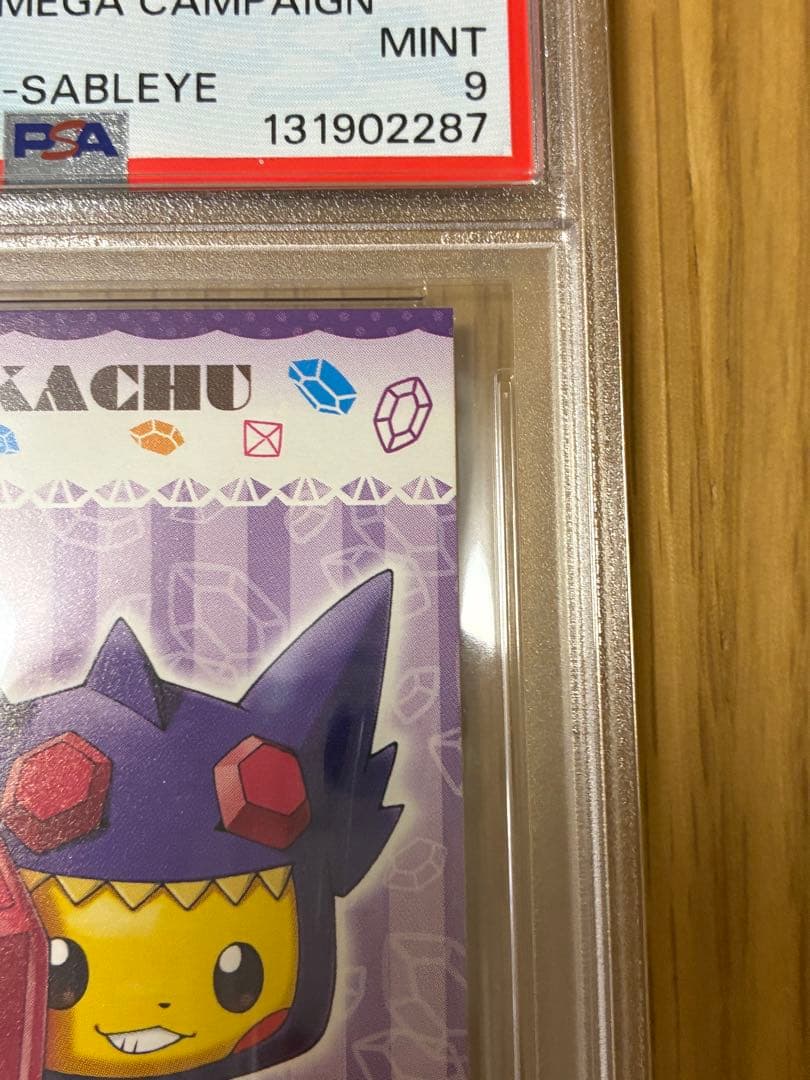 MEGA CAMPAIGN
MINT
-SABLEYE 9
PSA 131902287
KACHU